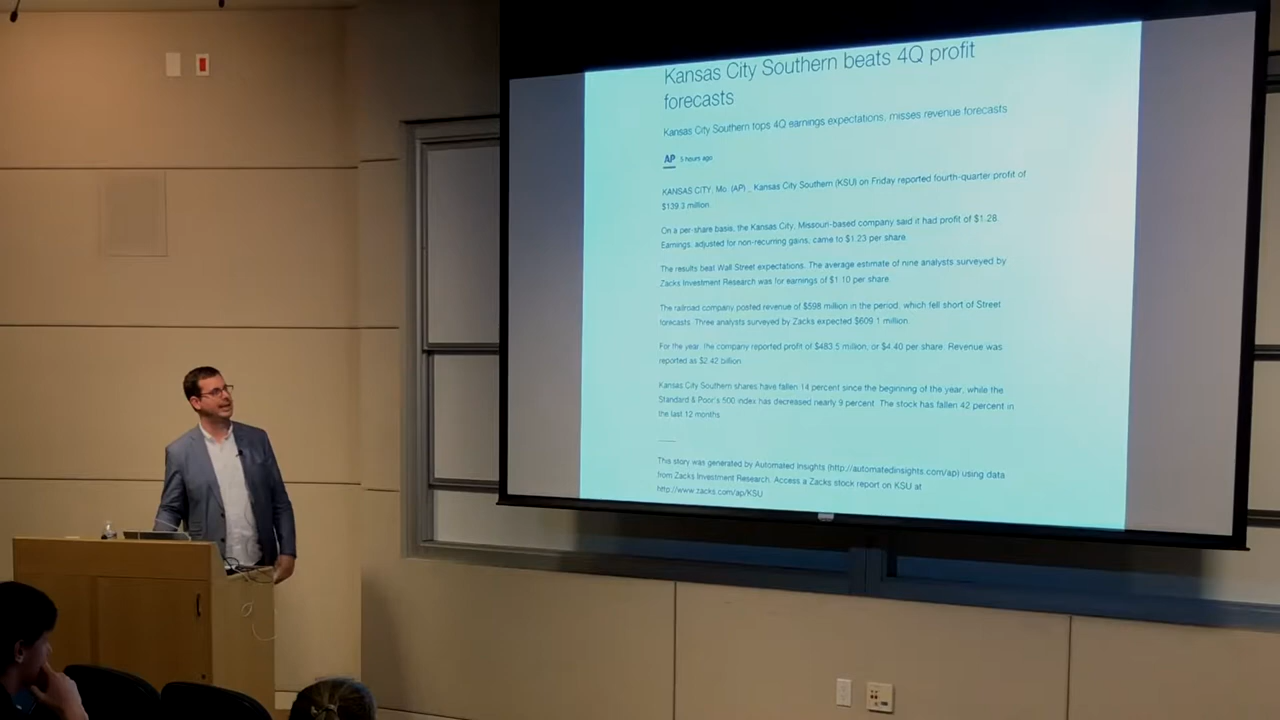 Kansas City Southern beats 4Q profit
forecasts
Kansas City Southern tops 4Q earnings expectations, misses revenue forecasts
AP 5 hours ago
KANSAS CITY, Mo. (AP) _ Kansas City Southern (KSU) on Friday reported fourth-quarter profit of
$139.3 million.
On a per-share basis, the Kansas City, Missouri-based company said it had profit of $1.28.
Earnings, adjusted for non-recurring gains, came to $1.23 per share.
The results beat Wall Street expectations. The average estimate of nine analysts surveyed by
Zacks Investment Research was for earnings of $1.10 per share.
The railroad company posted revenue of $598 million in the period, which fell short of Street
forecasts. Three analysts surveyed by Zacks expected $609.1 million.
For the year, the company reported profit of $483.5 million, or $4.40 per share. Revenue was
reported as $2.42 billion.
Kansas City Southern shares have fallen 14 percent since the beginning of the year, while the
Standard & Poor's 500 index has decreased nearly 9 percent. The stock has fallen 42 percent in
the last 12 months.
This story was generated by Automated Insights (http://automatedinsights.com/ap) using data
from Zacks Investment Research. Access a Zacks stock report on KSU at
http://www.zacks.com/ap/KSU